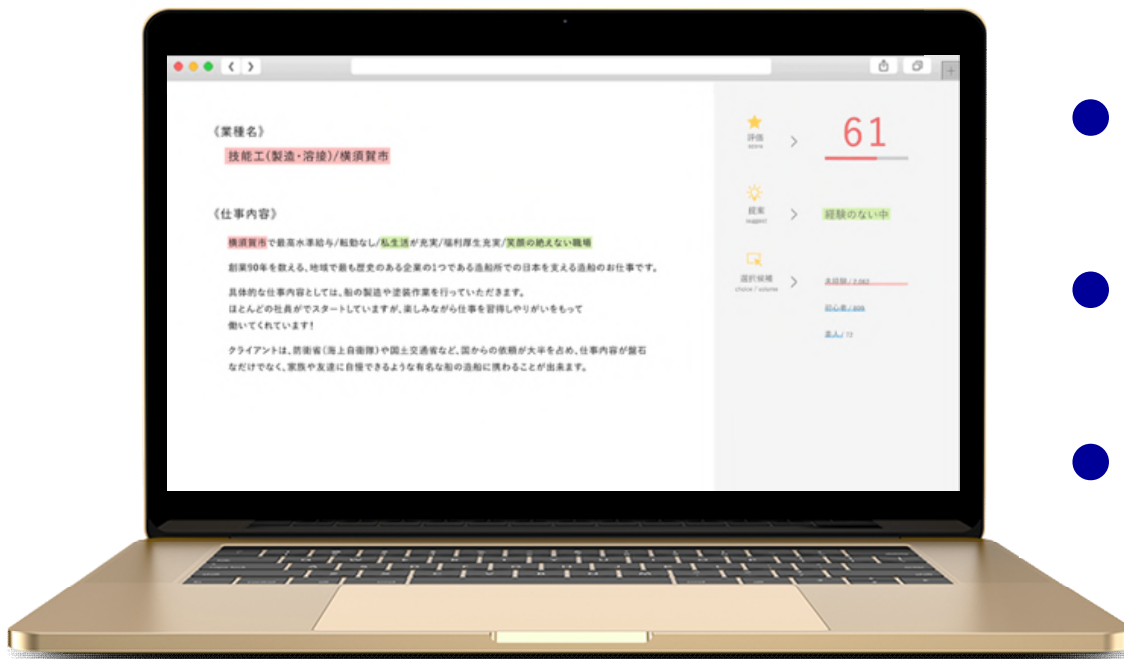 《業種名》
技能工(製造・溶接)/横須賀市
《仕事内容》
横須賀市で最高水準給与/転勤なし/私生活が充実/福利厚生充実/笑顔の絶えない職場
創業90年を数える、地域で最も歴史のある企業の1つである造船所での日本を支える造船のお仕事です。
具体的な仕事内容としては、船の製造や塗装作業を行っていただきます。
ほとんどの社員がでスタートしていますが、楽しみながら仕事を習得しやりがいをもって
働いてくれています!
クライアントは、防衛省(海上自衛隊)や国土交通省など、国からの依頼が大半を占め、仕事内容が盤石
なだけでなく、家族や友達に自慢できるような有名な船の造船に携わることが出来ます。
評価
score
61
提案
suggest
経験のない中
選択候補
choice / volume
未経験 / 2,062
初心者 /
素人 / 72